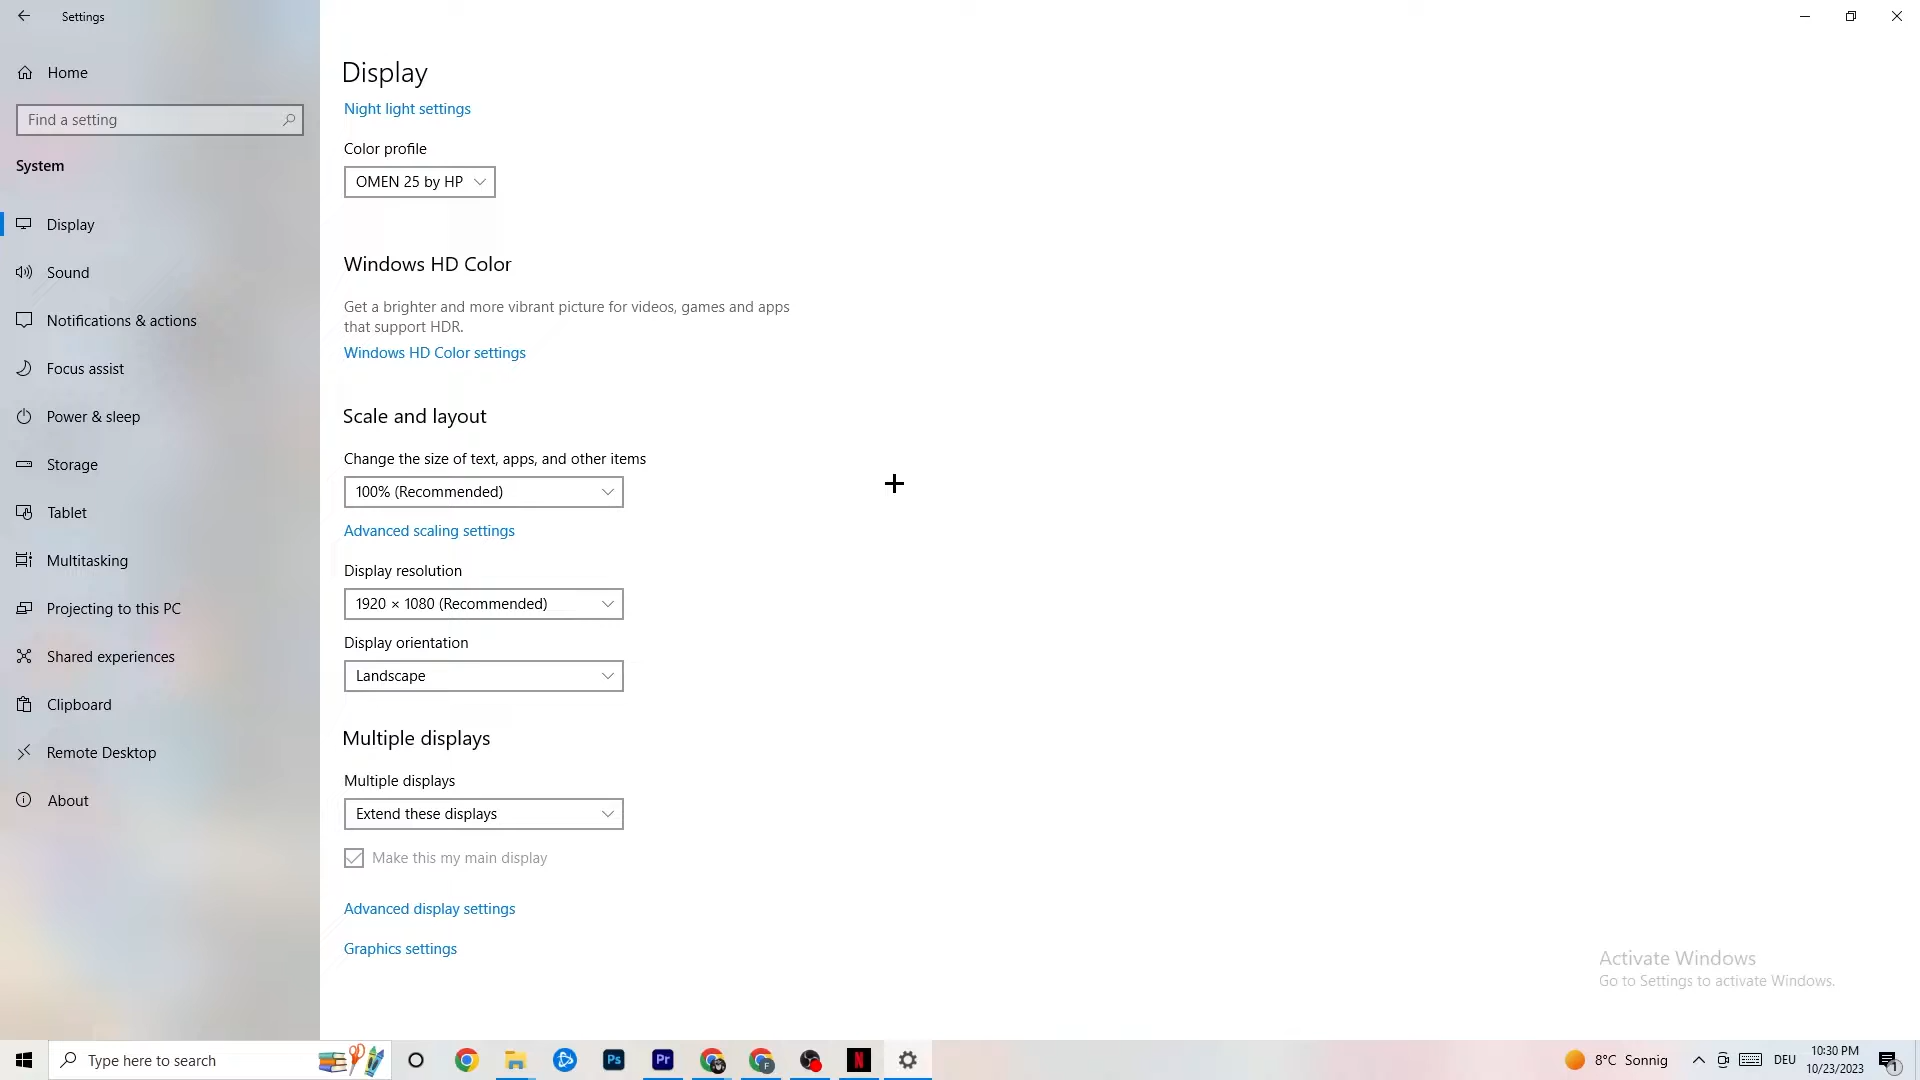 Settings
Home
Find a setting
System
Display
Sound
Notifications & actions
Focus assist
Power & sleep
Storage
Tablet
Multitasking
Projecting to this PC
Shared experiences
Clipboard
Remote Desktop
About
Display
Night light settings
Color profile
OMEN 25 by HP
Windows HD Color
Get a brighter and more vibrant picture for videos, games and apps
that support HDR.
Windows HD Color settings
Scale and layout
Change the size of text, apps, and other items
100% (Recommended)
Advanced scaling settings
Display resolution
1920 × 1080 (Recommended)
Display orientation
Landscape
Multiple displays
Multiple displays
Extend these displays
Make this my main display
Advanced display settings
Graphics settings
Activate Windows
Go to Settings to activate Windows.
Type here to search
Ps
Pr
F
N
8°C Sonnig
DEU
10:30 PM
10/23/2023
1